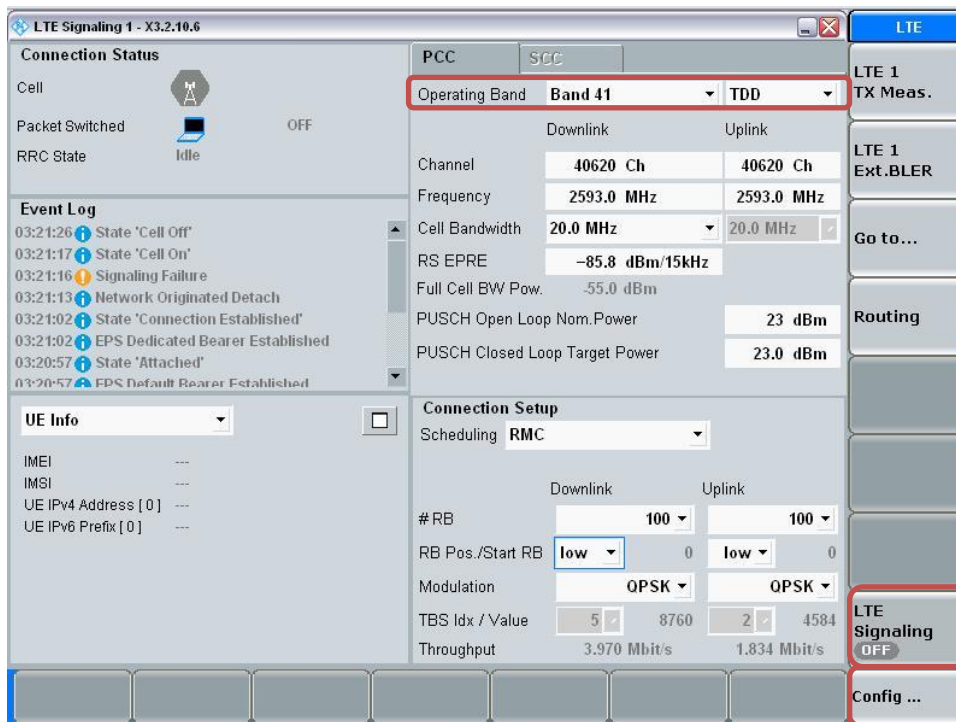 LTE Signaling 1 - X3.2.10.6
LTE
Connection Status
Cell
Packet Switched OFF
RRC State Idle
Event Log
03:21:26 State 'Cell Off'
03:21:17 State 'Cell On'
03:21:16 Signaling Failure
03:21:13 Network Originated Detach
03:21:02 State 'Connection Established'
03:21:02 EPS Dedicated Bearer Established
03:20:57 State 'Attached'
03:20:57 EPS Default Bearer Established
UE Info
IMEI ---
IMSI ---
UE IPv4 Address [ 0 ] ---
UE IPv6 Prefix [ 0 ] ---
PCC SCC
Operating Band Band 41 TDD
Downlink Uplink
Channel 40620 Ch 40620 Ch
Frequency 2593.0 MHz 2593.0 MHz
Cell Bandwidth 20.0 MHz 20.0 MHz
RS EPRE -85.8 dBm/15kHz
Full Cell BW Pow. -55.0 dBm
PUSCH Open Loop Nom.Power 23 dBm
PUSCH Closed Loop Target Power 23.0 dBm
Connection Setup
Scheduling RMC
Downlink Uplink
# RB 100 100
RB Pos./Start RB low 0 low 0
Modulation QPSK QPSK
TBS Idx / Value 5 8760 2 4584
Throughput 3.970 Mbit/s 1.834 Mbit/s
LTE 1
TX Meas.
LTE 1
Ext.BLER
Go to...
Routing
LTE
Signaling
OFF
Config ...